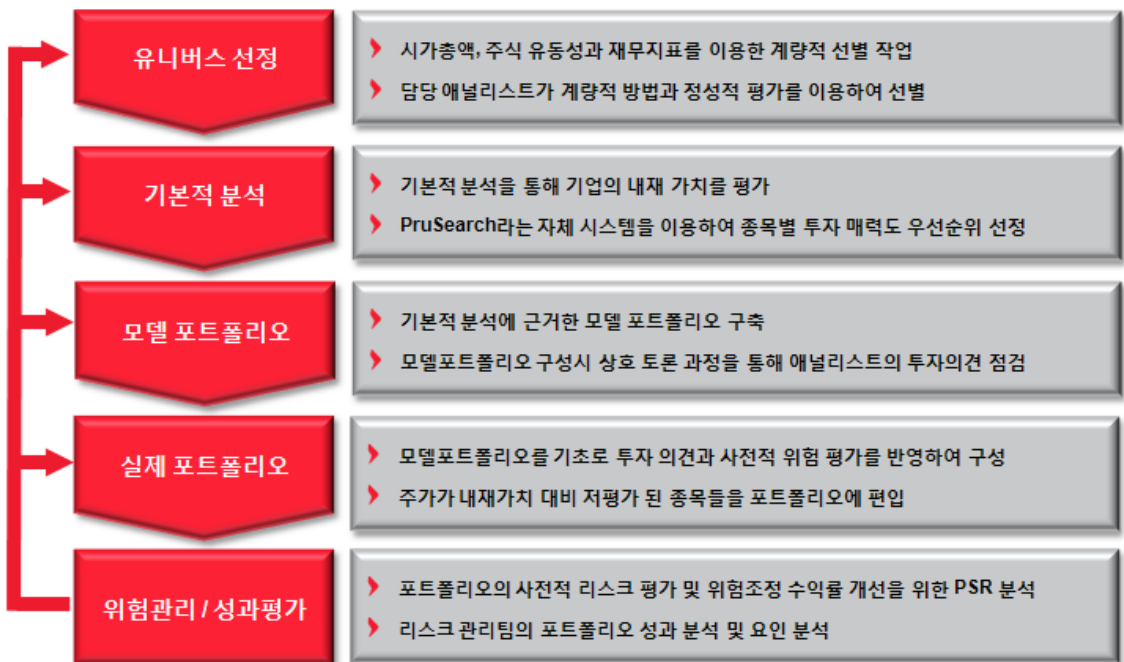 유니버스 선정
시가총액, 주식 유동성과 재무지표를 이용한 계량적 선별 작업
담당 애널리스트가 계량적 방법과 정성적 평가를 이용하여 선별
기본적 분석
기본적 분석을 통해 기업의 내재 가치를 평가
PruSearch라는 자체 시스템을 이용하여 종목별 투자 매력도 우선순위 선정
모델 포트폴리오
기본적 분석에 근거한 모델 포트폴리오 구축
모델포트폴리오 구성시 상호 토론 과정을 통해 애널리스트의 투자의견 점검
실제 포트폴리오
모델포트폴리오를 기초로 투자 의견과 사전적 위험 평가를 반영하여 구성
주가가 내재가치 대비 저평가 된 종목들을 포트폴리오에 편입
위험관리 / 성과평가
포트폴리오의 사전적 리스크 평가 및 위험조정 수익률 개선을 위한 PSR 분석
리스크 관리팀의 포트폴리오 성과 분석 및 요인 분석